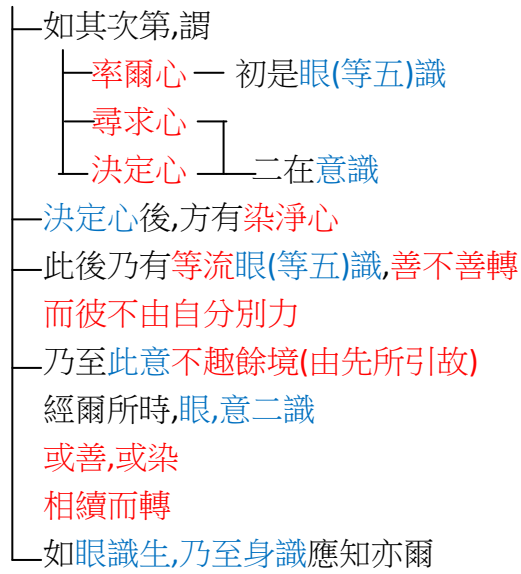 如其次第,謂
率爾心 初是眼(等五)識
尋求心
決定心 二在意識
決定心後,方有染淨心
此後乃有等流眼(等五)識,善不善轉
而彼不由自分別力
乃至此意不趣餘境(由先所引故)
經爾所時,眼,意二識
或善,或染
相續而轉
如眼識生,乃至身識應知亦爾